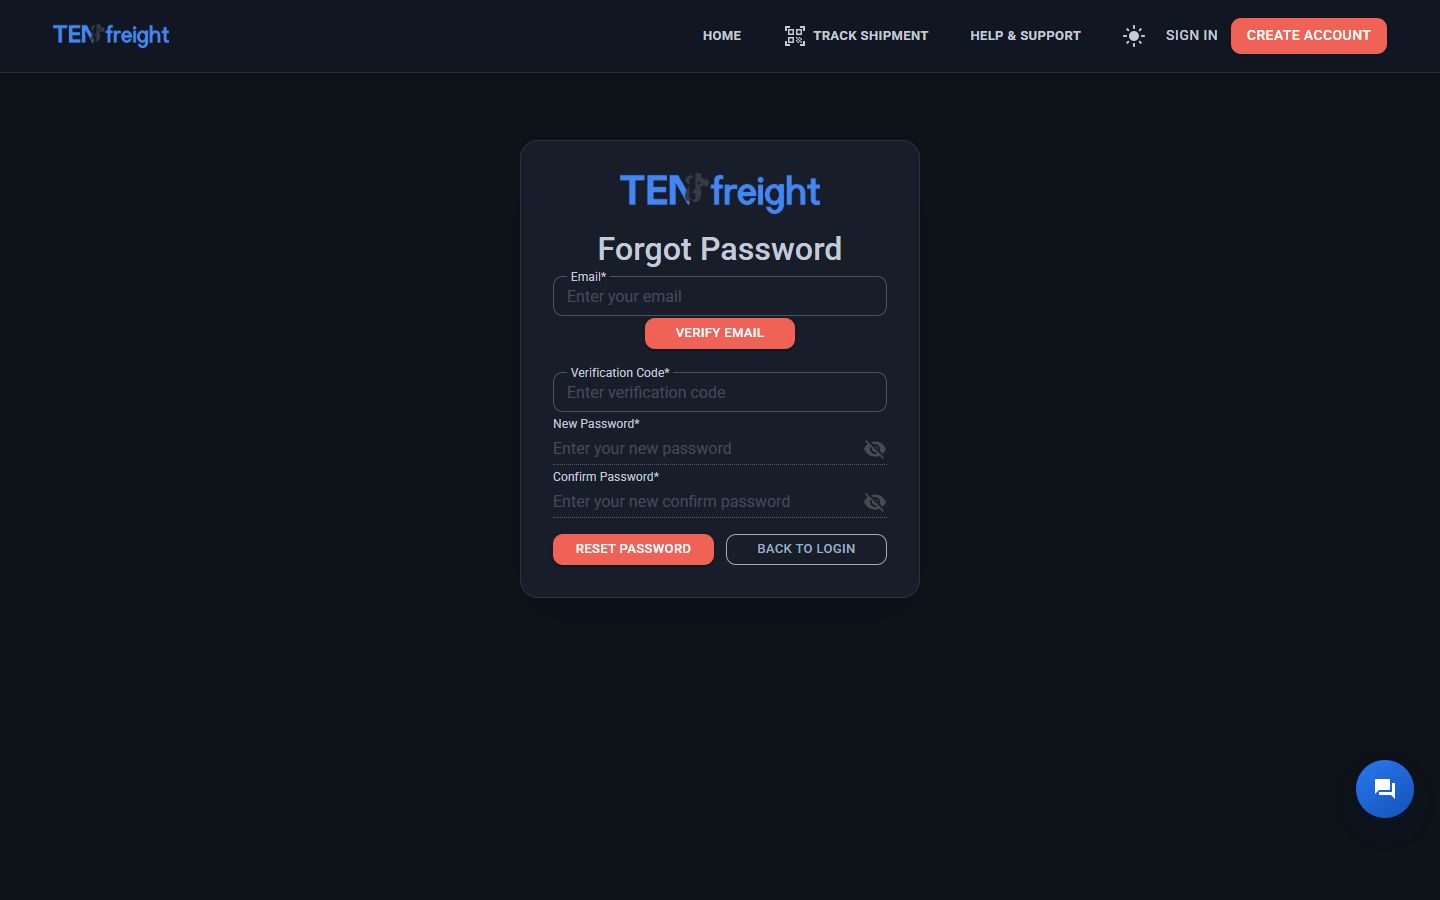 TEN freight
HOME
TRACK SHIPMENT
HELP & SUPPORT
SIGN IN
CREATE ACCOUNT
TEN freight
Forgot Password
Email*
Enter your email
VERIFY EMAIL
Verification Code*
Enter verification code
New Password*
Enter your new password
Confirm Password*
Enter your new confirm password
RESET PASSWORD
BACK TO LOGIN